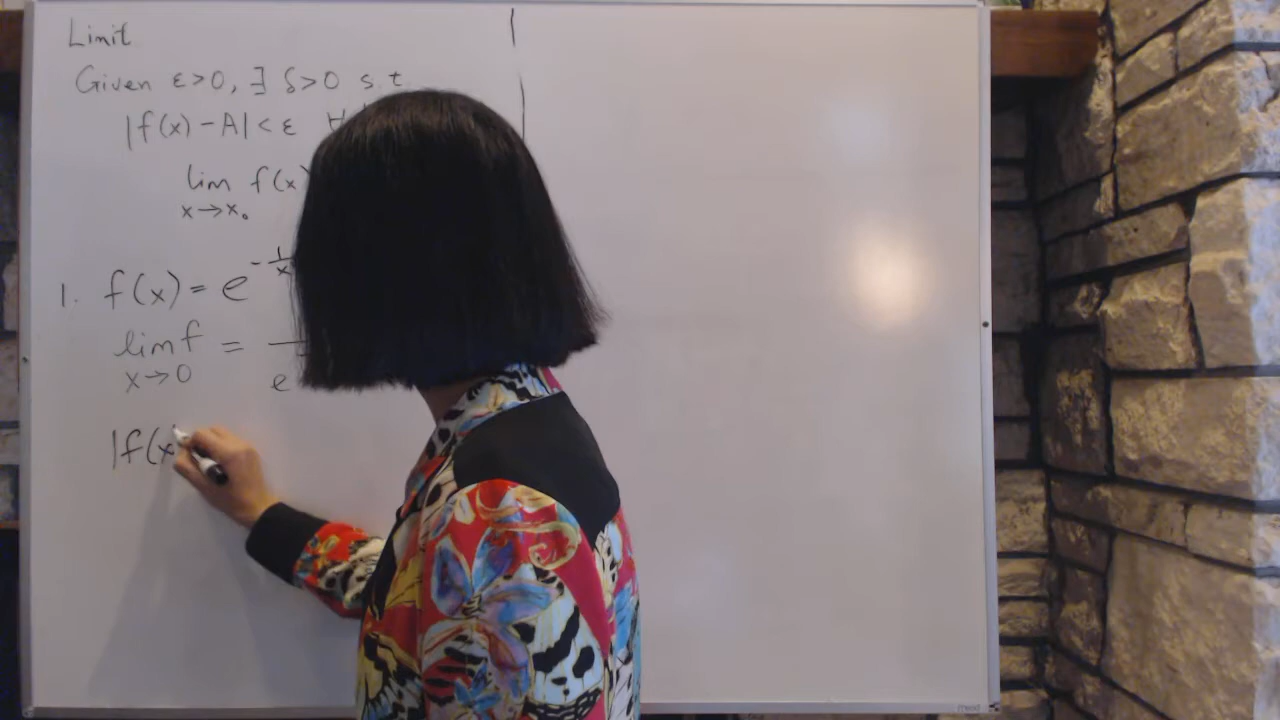 Limit
Given ε>0, ∃ δ>0 s.t.
|f(x)-A|<ε
lim f(x)
x→x₀
1. f(x) = e^-1/x
lim f =
x→0 e
|f(x